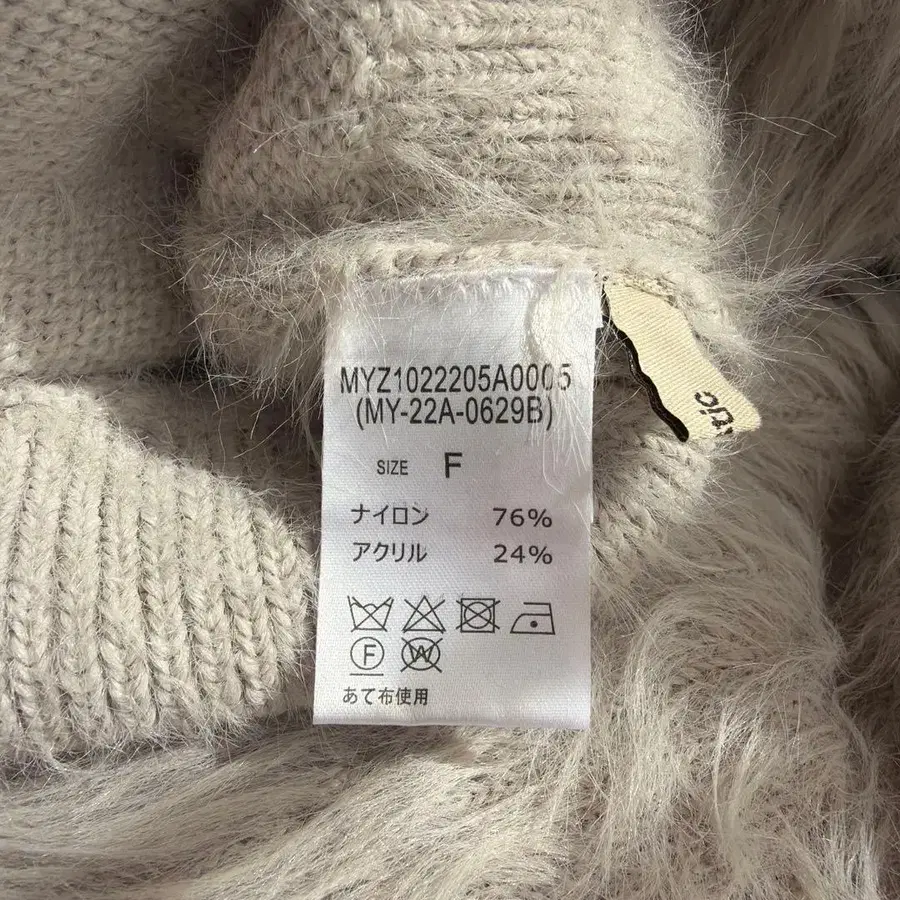 MYZ1022205A0005
(MY-22A-0629B)
SIZE F
ナイロン 76%
アクリル 24%
F
W
あて布使用